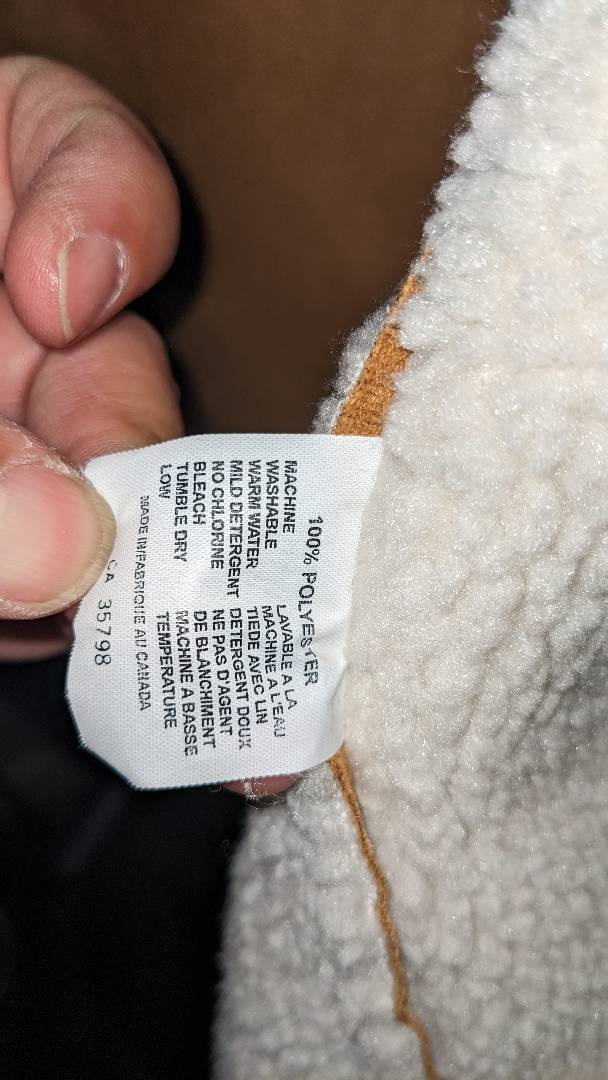 100% POLYESTER
MACHINE
WASHABLE
WARM WATER
MILD DETERGENT
NO CHLORINE
BLEACH
TUMBLE DRY
LOW
LAVABLE A LA
MACHINE A L'EAU
TIEDE AVEC LIN
DETERGENT DOUX
NE PAS D'AGENT
DE BLANCHIMENT
MACHINE A BASSE
TEMPERATURE
MADE IN/FABRIQUE AU CANADA
CA 35798